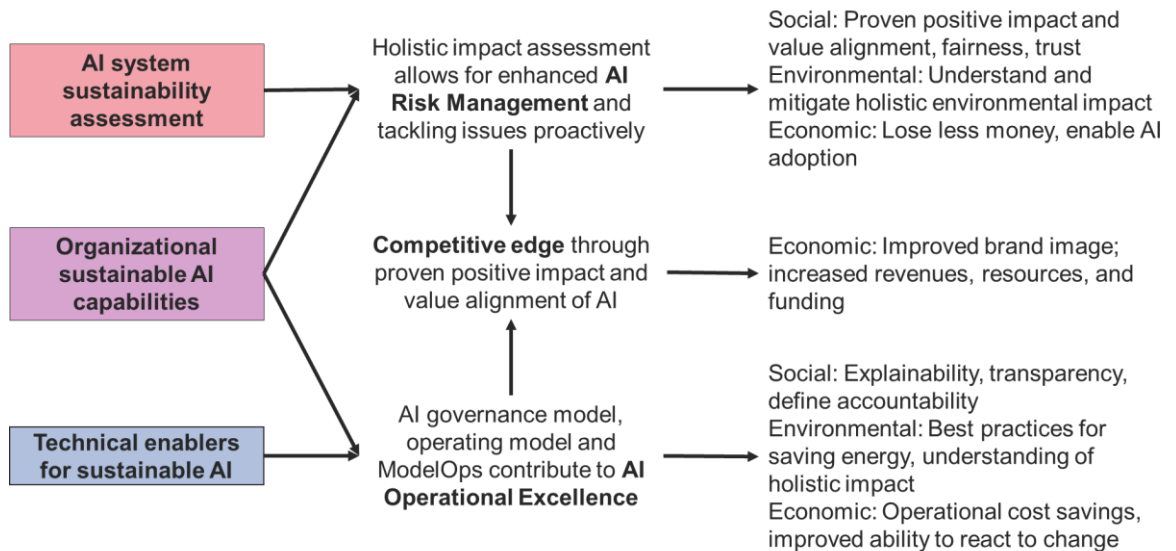 AI system
sustainability
assessment
Holistic impact assessment
allows for enhanced AI
Risk Management and
tackling issues proactively
Social: Proven positive impact and
value alignment, fairness, trust
Environmental: Understand and
mitigate holistic environmental impact
Economic: Lose less money, enable AI
adoption
Organizational
sustainable AI
capabilities
Competitive edge through
proven positive impact and
value alignment of AI
Economic: Improved brand image;
increased revenues, resources, and
funding
Technical enablers
for sustainable AI
AI governance model,
operating model and
ModelOps contribute to AI
Operational Excellence
Social: Explainability, transparency,
define accountability
Environmental: Best practices for
saving energy, understanding of
holistic impact
Economic: Operational cost savings,
improved ability to react to change